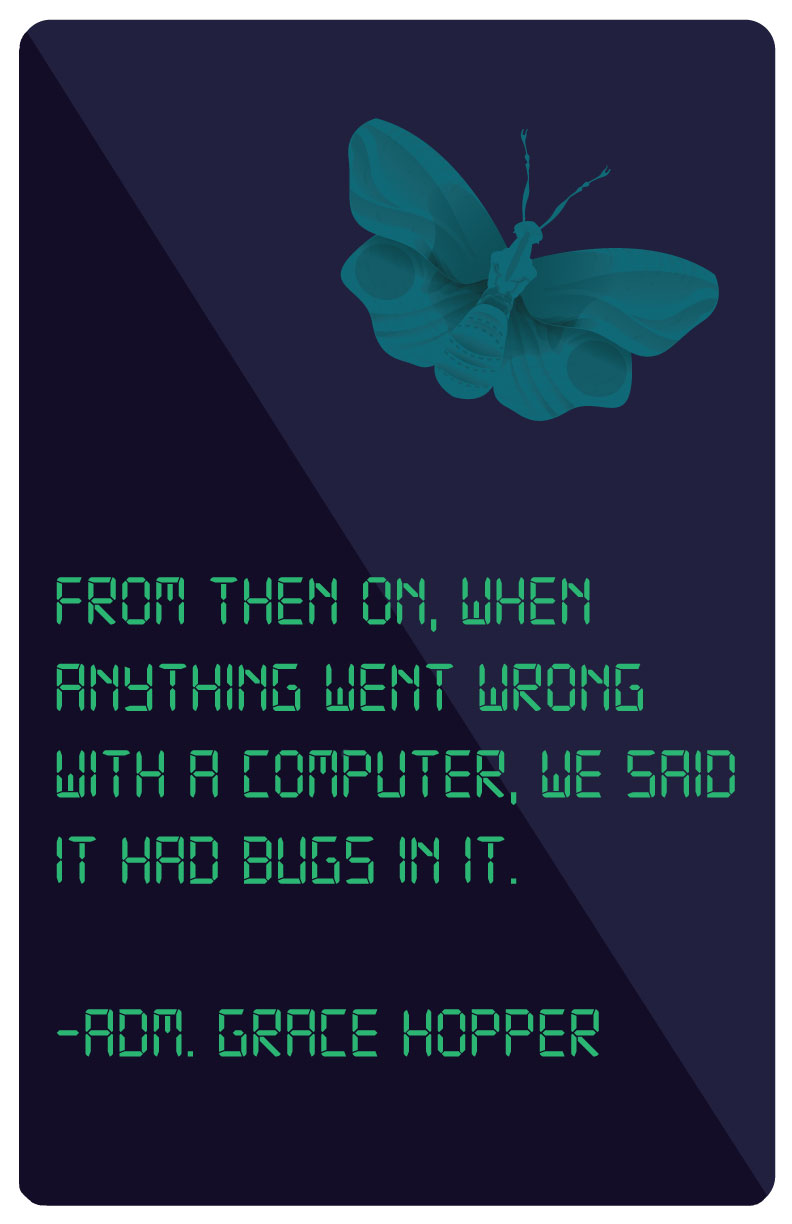 FROM THEN ON, WHEN
ANYTHING WENT WRONG
WITH A COMPUTER, WE SAID
IT HAD BUGS IN IT.
-ADM. GRACE HOPPER